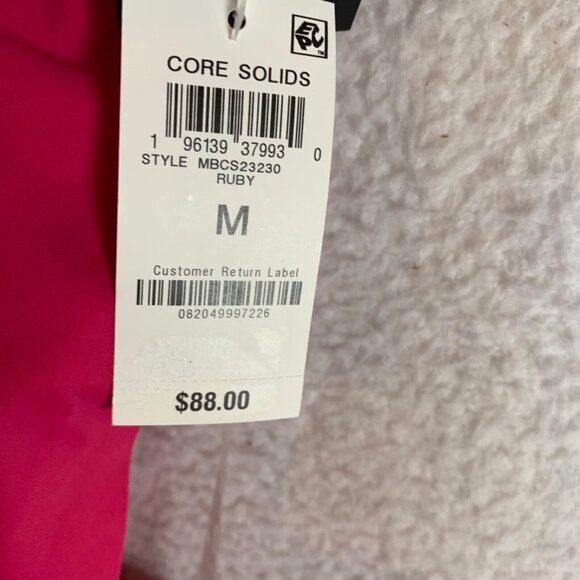 CORE SOLIDS
1 96139 37993 0
STYLE MBCS23230
RUBY
M
Customer Return Label
082049997226
$88.00